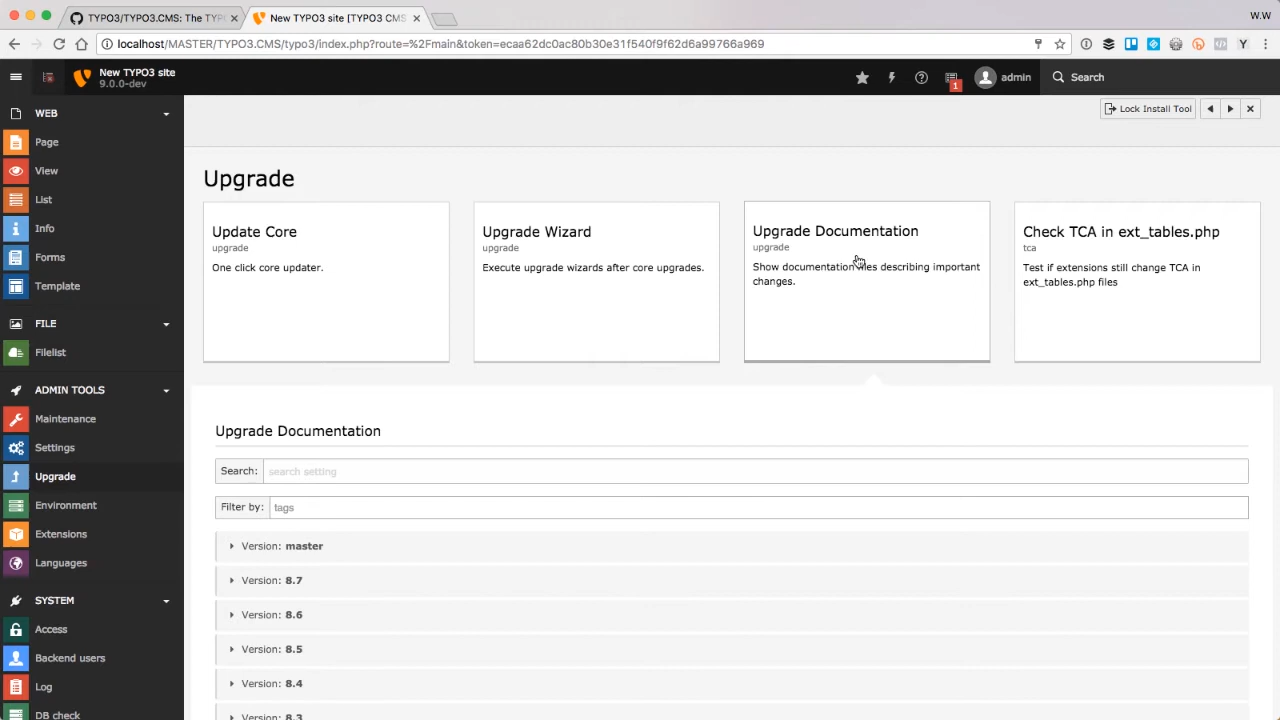 TYPO3/TYPO3.CMS: The TYP
New TYPO3 site [TYPO3 CMS
W.W
localhost/MASTER/TYPO3.CMS/typo3/index.php?route=%2Fmain&token=ecaa62dc0ac80b30e31f540f9f62d6a99766a969
New TYPO3 site
9.0.0-dev
1
admin
Search
WEB
Page
View
List
Info
Forms
Template
FILE
Filelist
ADMIN TOOLS
Maintenance
Settings
Upgrade
Environment
Extensions
Languages
SYSTEM
Access
Backend users
Log
DB check
Lock Install Tool
Upgrade
Update Core
upgrade
One click core updater.
Upgrade Wizard
upgrade
Execute upgrade wizards after core upgrades.
Upgrade Documentation
upgrade
Show documentation files describing important
changes.
Check TCA in ext_tables.php
tca
Test if extensions still change TCA in
ext_tables.php files
Upgrade Documentation
Search: search setting
Filter by: tags
Version: master
Version: 8.7
Version: 8.6
Version: 8.5
Version: 8.4
Version: 8.3